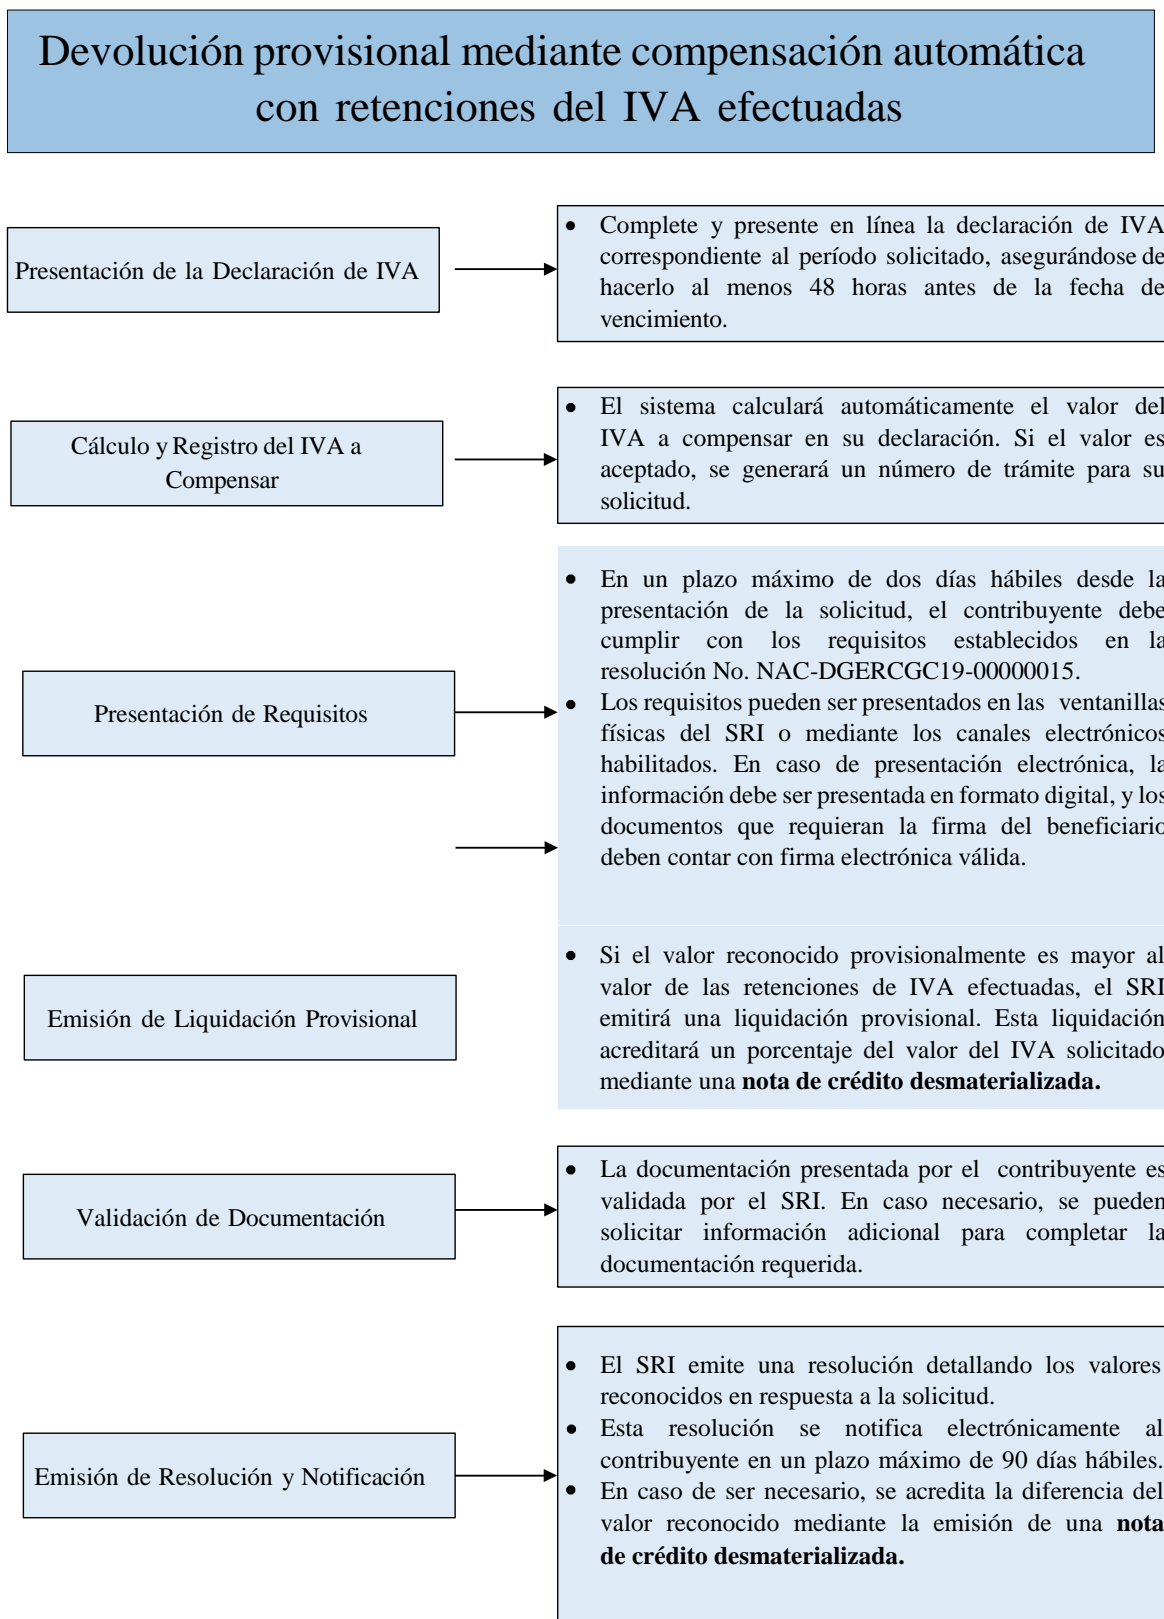 Devolución provisional mediante compensación automática
con retenciones del IVA efectuadas
Presentación de la Declaración de IVA
• Complete y presente en línea la declaración de IVA
correspondiente al período solicitado, asegurándose de
hacerlo al menos 48 horas antes de la fecha de
vencimiento.
Cálculo y Registro del IVA a
Compensar
• El sistema calculará automáticamente el valor del
IVA a compensar en su declaración. Si el valor es
aceptado, se generará un número de trámite para su
solicitud.
Presentación de Requisitos
• En un plazo máximo de dos días hábiles desde la
presentación de la solicitud, el contribuyente debe
cumplir con los requisitos establecidos en la
resolución No. NAC-DGERCGC19-00000015.
• Los requisitos pueden ser presentados en las ventanillas
físicas del SRI o mediante los canales electrónicos
habilitados. En caso de presentación electrónica, la
información debe ser presentada en formato digital, y los
documentos que requieran la firma del beneficiario
deben contar con firma electrónica válida.
Emisión de Liquidación Provisional
• Si el valor reconocido provisionalmente es mayor al
valor de las retenciones de IVA efectuadas, el SRI
emitirá una liquidación provisional. Esta liquidación
acreditará un porcentaje del valor del IVA solicitado
mediante una nota de crédito desmaterializada.
Validación de Documentación
• La documentación presentada por el contribuyente es
validada por el SRI. En caso necesario, se pueden
solicitar información adicional para completar la
documentación requerida.
Emisión de Resolución y Notificación
• El SRI emite una resolución detallando los valores
reconocidos en respuesta a la solicitud.
• Esta resolución se notifica electrónicamente al
contribuyente en un plazo máximo de 90 días hábiles.
• En caso de ser necesario, se acredita la diferencia del
valor reconocido mediante la emisión de una nota
de crédito desmaterializada.